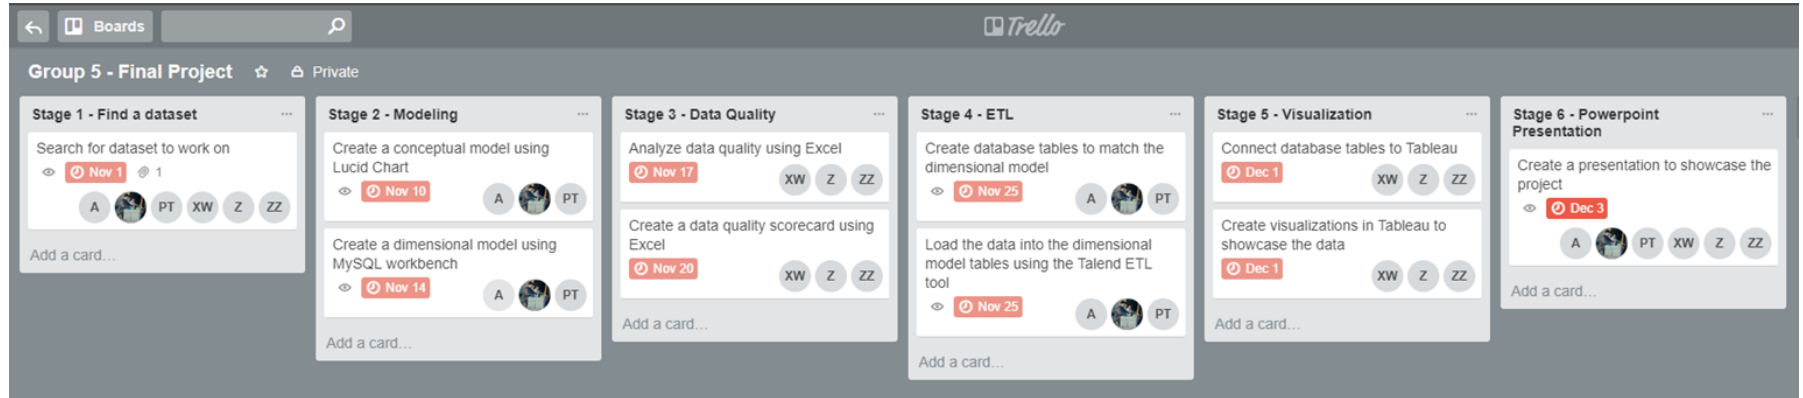 Boards
Trello
Group 5 - Final Project
Private
Stage 1 - Find a dataset
Search for dataset to work on
Nov 1
1
A PT XW Z ZZ
Add a card...
Stage 2 - Modeling
Create a conceptual model using
Lucid Chart
Nov 10
A PT
Create a dimensional model using
MySQL workbench
Nov 14
A PT
Add a card...
Stage 3 - Data Quality
Analyze data quality using Excel
Nov 17
XW Z ZZ
Create a data quality scorecard using
Excel
Nov 20
XW Z ZZ
Add a card...
Stage 4 - ETL
Create database tables to match the
dimensional model
Nov 25
A PT
Load the data into the dimensional
model tables using the Talend ETL
tool
Nov 25
A PT
Add a card...
Stage 5 - Visualization
Connect database tables to Tableau
Dec 1
XW Z ZZ
Create visualizations in Tableau to
showcase the data
Dec 1
XW Z ZZ
Add a card...
Stage 6 - Powerpoint
Presentation
Create a presentation to showcase the
project
Dec 3
A PT XW Z ZZ
Add a card...